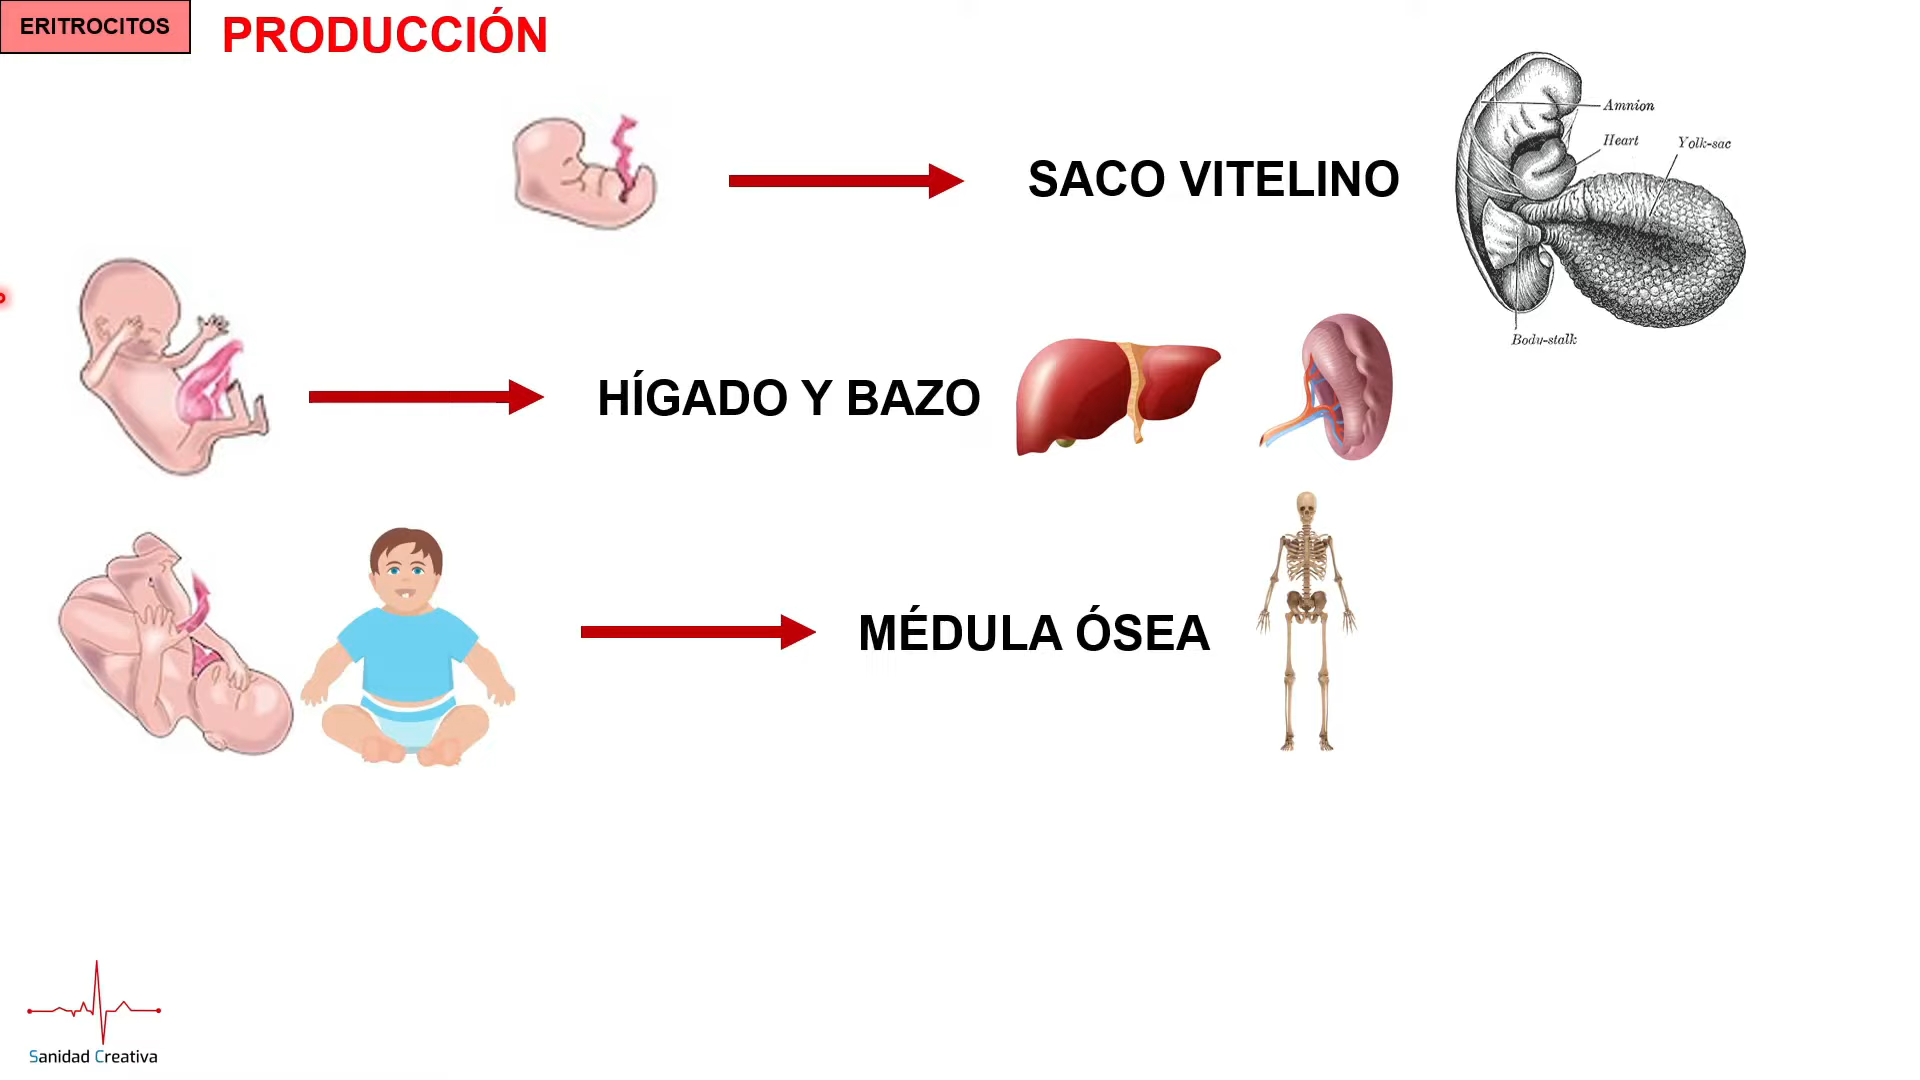 ERITROCITOS
PRODUCCIÓN
SACO VITELINO
Amnion
Heart
Yolk-sac
Body-stalk
HÍGADO Y BAZO
MÉDULA ÓSEA
Sanidad Creativa